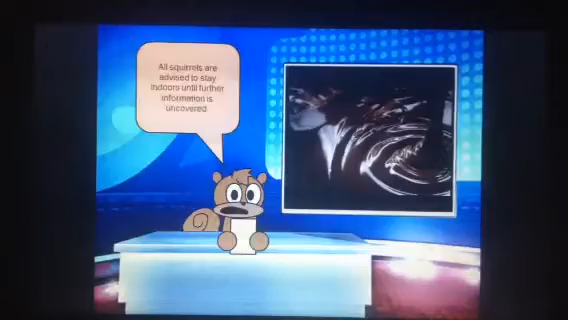 All squirrels are
advised to stay
indoors until further
information is
uncovered